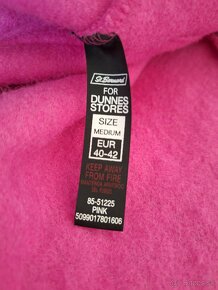 St. Bernard
FOR
DUNNES
STORES
SIZE
MEDIUM
EUR
40-42
KEEP AWAY
FROM FIRE
85-51225
PINK
5099017801606